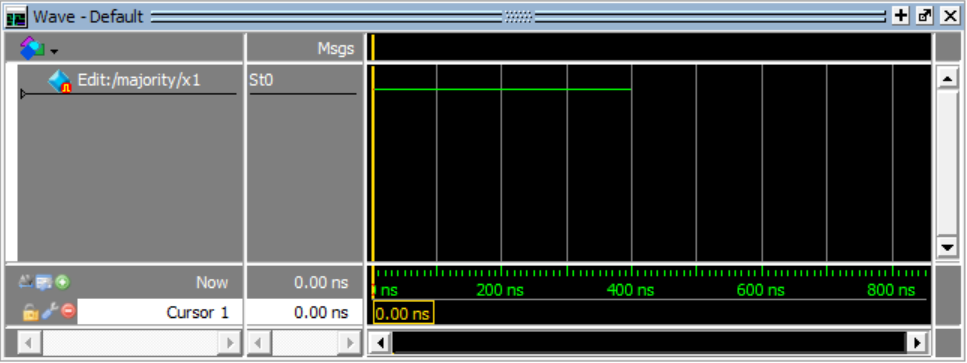 Wave - Default
Msgs
Edit:/majority/x1 St0
Now 0.00 ns
Cursor 1 0.00 ns
ns 200 ns 400 ns 600 ns 800 ns
0.00 ns